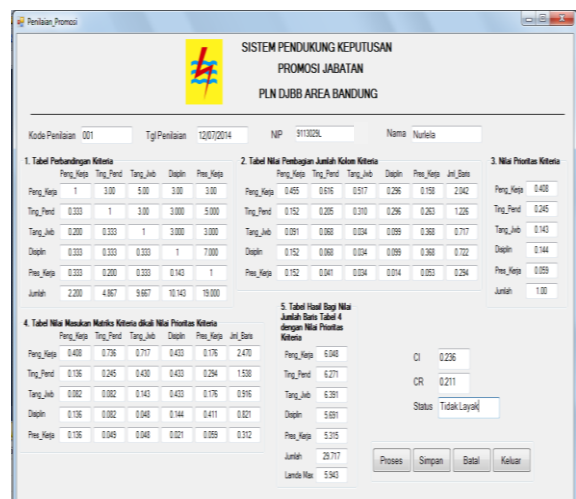 Penilaian_Promosi
SISTEM PENDUKUNG KEPUTUSAN
PROMOSI JABATAN
PLN DJBB AREA BANDUNG
Kode Penilaian 001 Tgl Penilaian 12/07/2014 NIP 9113029L Nama Nurlela
1. Tabel Perbandingan Kriteria
Peng_Kerja Ting_Pend Tang_Jwb Disiplin Pres_Kerja
Peng_Kerja 1 3.00 5.00 3.00 3.00
Ting_Pend 0.333 1 3.00 3.000 5.000
Tang_Jwb 0.200 0.333 1 3.000 3.000
Disiplin 0.333 0.333 0.333 1 7.000
Pres_Kerja 0.333 0.200 0.333 0.143 1
Jumlah 2.200 4.867 9.667 10.143 19.000
2. Tabel Nilai Pembagian Jumlah Kolom Kriteria
Peng_Kerja Ting_Pend Tang_Jwb Disiplin Pres_Kerja Jml_Baris
Peng_Kerja 0.455 0.616 0.517 0.296 0.158 2.042
Ting_Pend 0.152 0.205 0.310 0.296 0.263 1.226
Tang_Jwb 0.091 0.068 0.034 0.099 0.368 0.717
Disiplin 0.152 0.068 0.034 0.099 0.368 0.722
Pres_Kerja 0.152 0.041 0.034 0.014 0.053 0.294
3. Nilai Prioritas Kriteria
Peng_Kerja 0.408
Ting_Pend 0.245
Tang_Jwb 0.143
Disiplin 0.144
Pres_Kerja 0.059
Jumlah 1.00
4. Tabel Nilai Masukan Matriks Kriteria dikali Nilai Prioritas Kriteria
Peng_Kerja Ting_Pend Tang_Jwb Disiplin Pres_Kerja Jml_Baris
Peng_Kerja 0.408 0.736 0.717 0.433 0.176 2.470
Ting_Pend 0.136 0.245 0.430 0.433 0.294 1.538
Tang_Jwb 0.082 0.082 0.143 0.433 0.176 0.916
Disiplin 0.136 0.082 0.048 0.144 0.411 0.821
Pres_Kerja 0.136 0.049 0.048 0.021 0.059 0.312
5. Tabel Hasil Bagi Nilai
Jumlah Baris Tabel 4
dengan Nilai Prioritas
Kriteria
Peng_Kerja 6.048
Ting_Pend 6.271
Tang_Jwb 6.391
Disiplin 5.691
Pres_Kerja 5.315
Jumlah 29.717
Lamda Max 5.943
CI 0.236
CR 0.211
Status Tidak Layak
Proses Simpan Batal Keluar